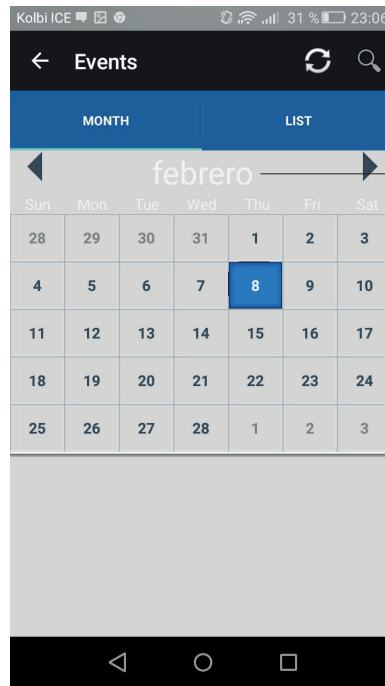 Kolbi ICE 31 % 23:06
Events
MONTH LIST
febrero
Sun Mon Tue Wed Thu Fri Sat
28 29 30 31 1 2 3
4 5 6 7 8 9 10
11 12 13 14 15 16 17
18 19 20 21 22 23 24
25 26 27 28 1 2 3